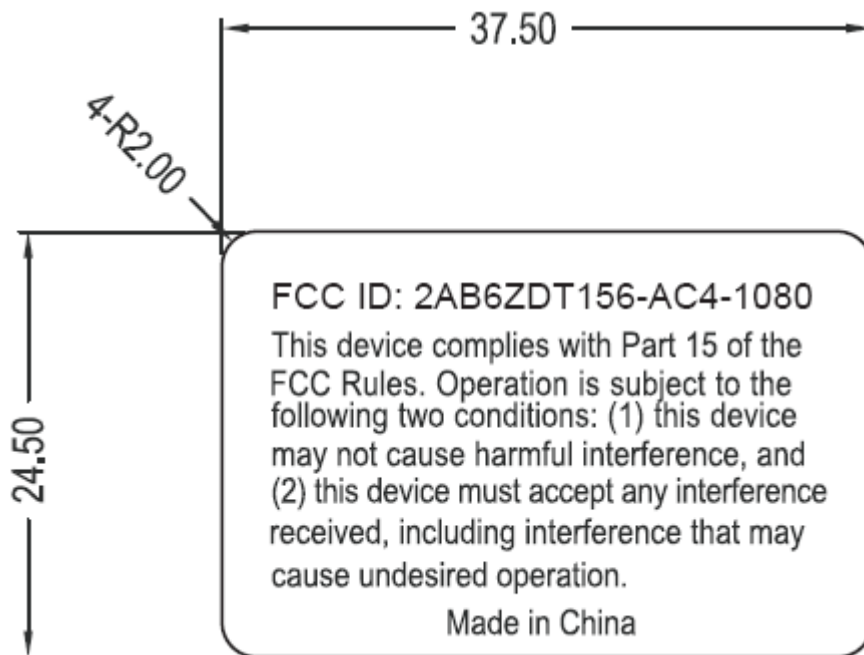 37.50
4-R2.00
24.50
FCC ID: 2AB6ZDT156-AC4-1080
This device complies with Part 15 of the
FCC Rules. Operation is subject to the
following two conditions: (1) this device
may not cause harmful interference, and
(2) this device must accept any interference
received, including interference that may
cause undesired operation.
Made in China